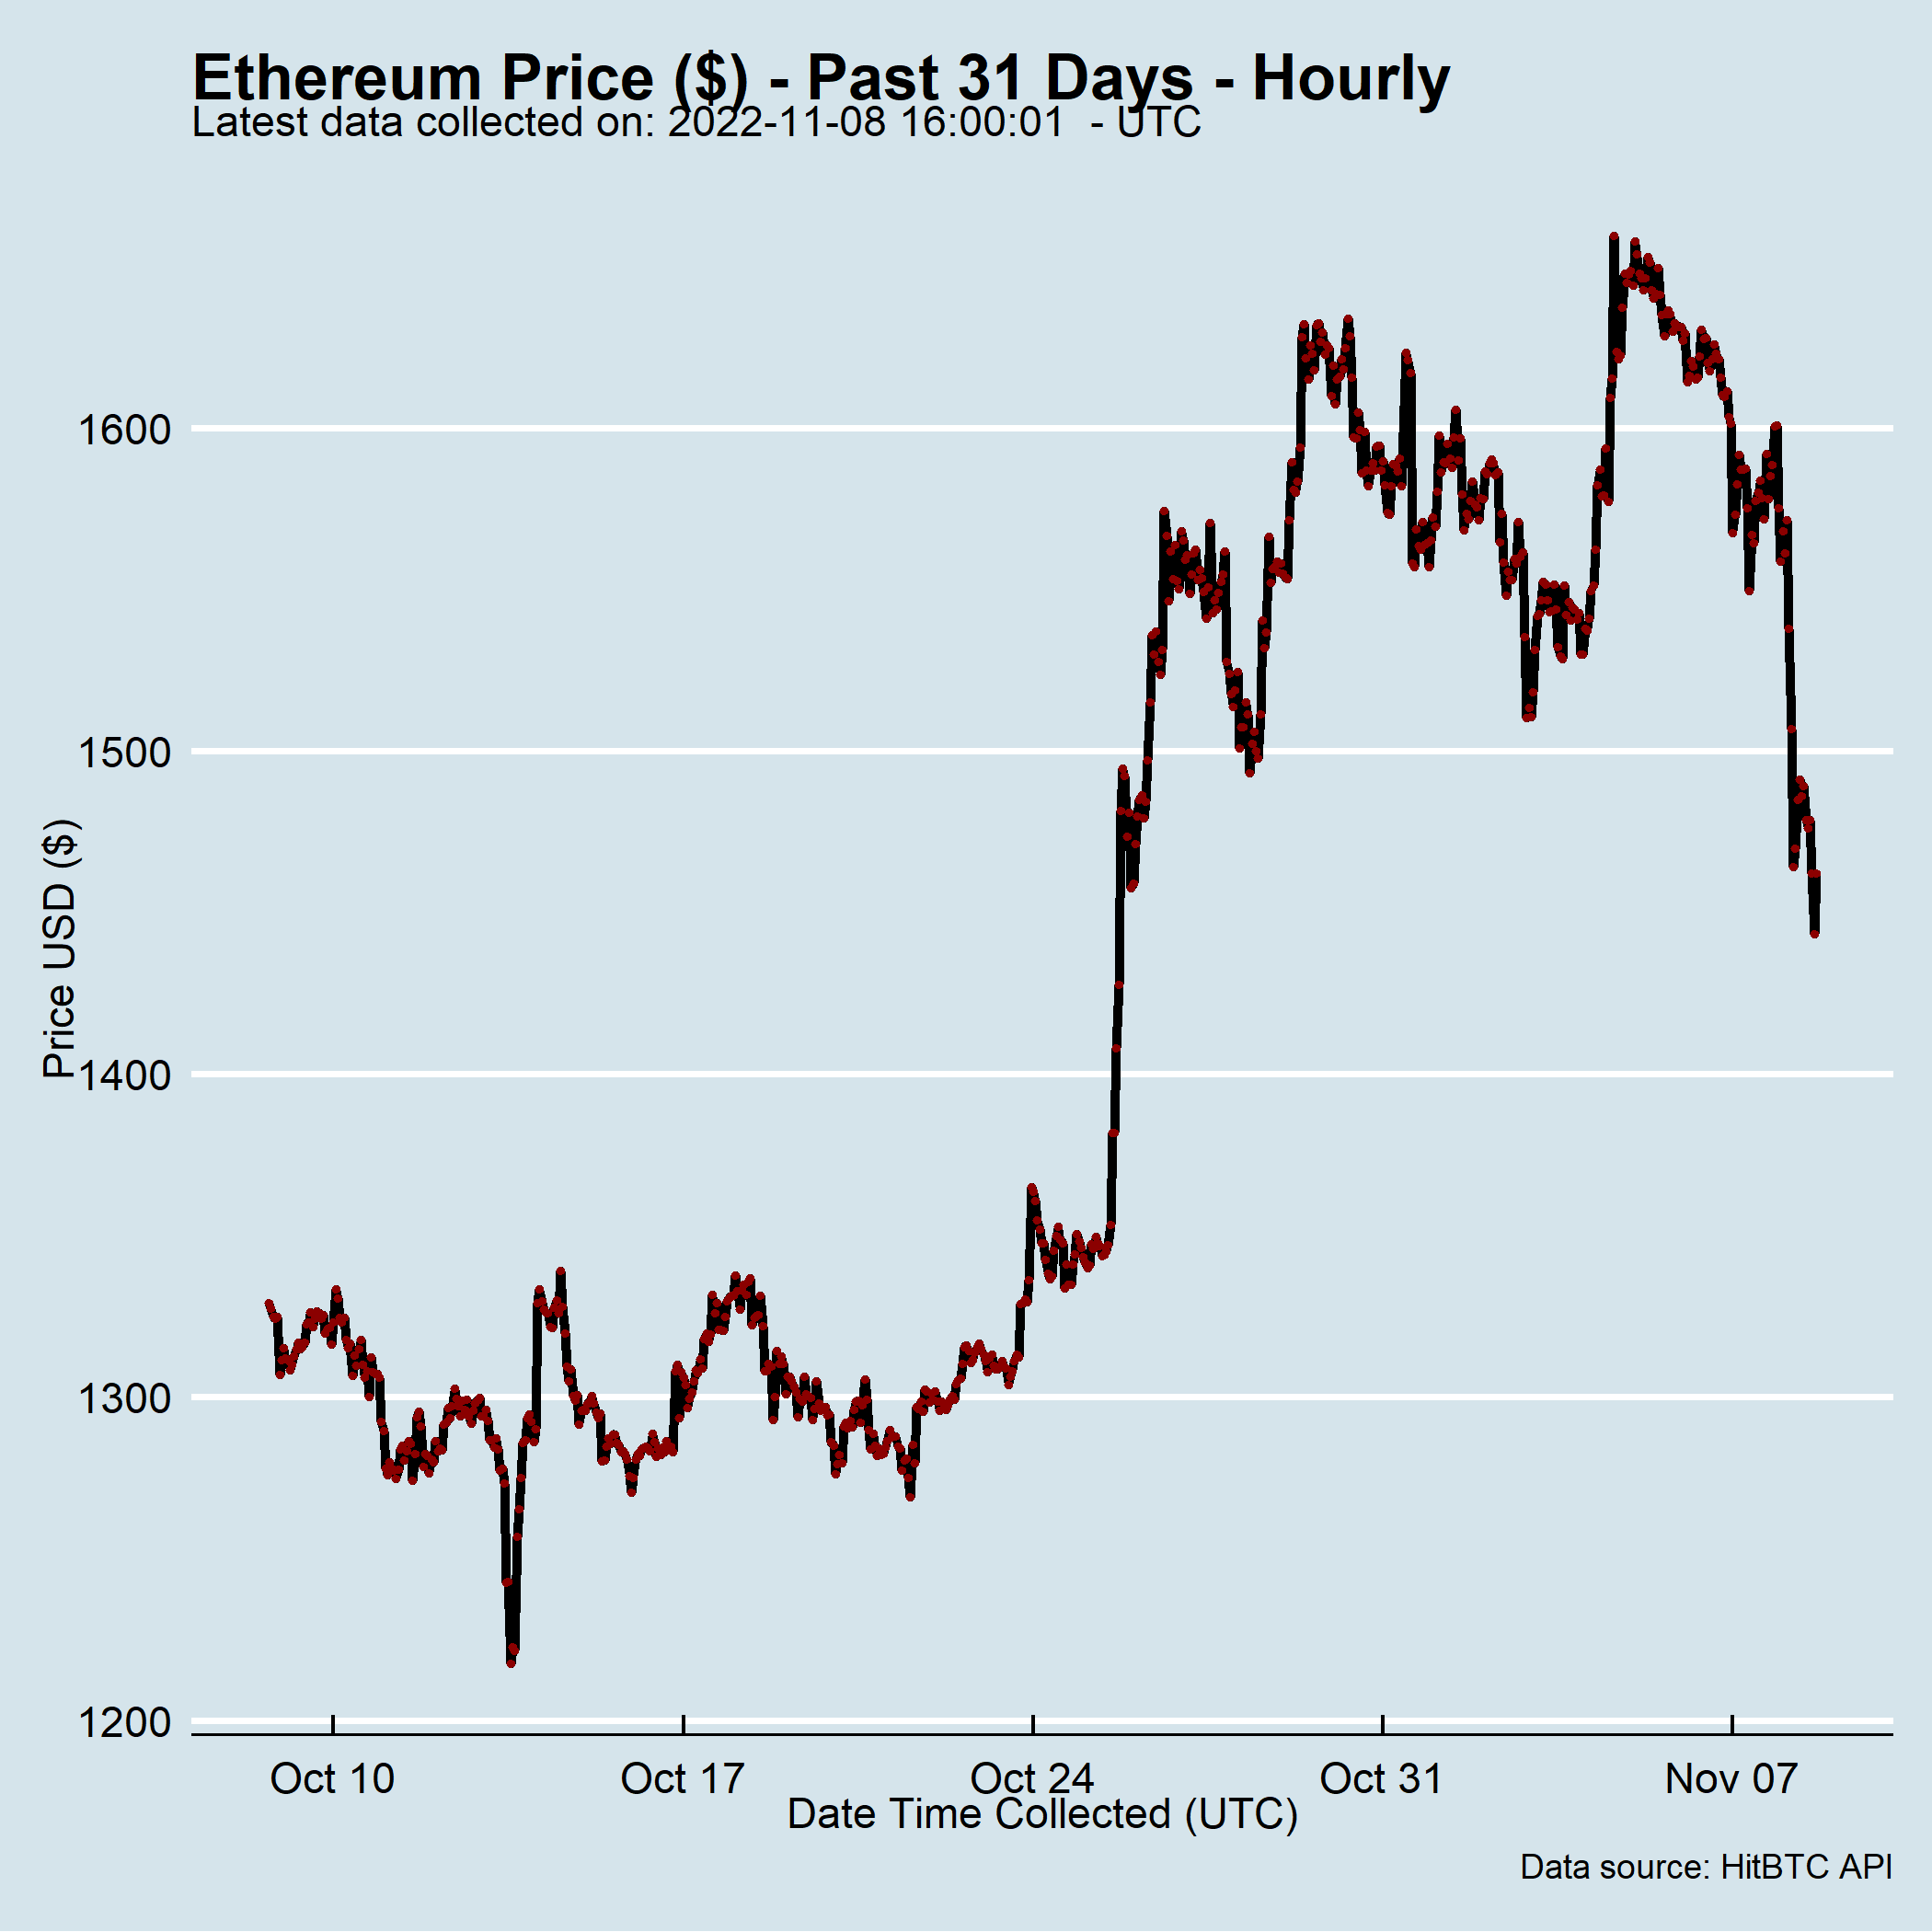 Ethereum Price ($) - Past 31 Days - Hourly
Latest data collected on: 2022-11-08 16:00:01  - UTC
1600
1500
1400
1300
1200
Price USD ($)
Oct 10
Oct 17
Oct 24
Oct 31
Nov 07
Date Time Collected (UTC)
Data source: HitBTC API